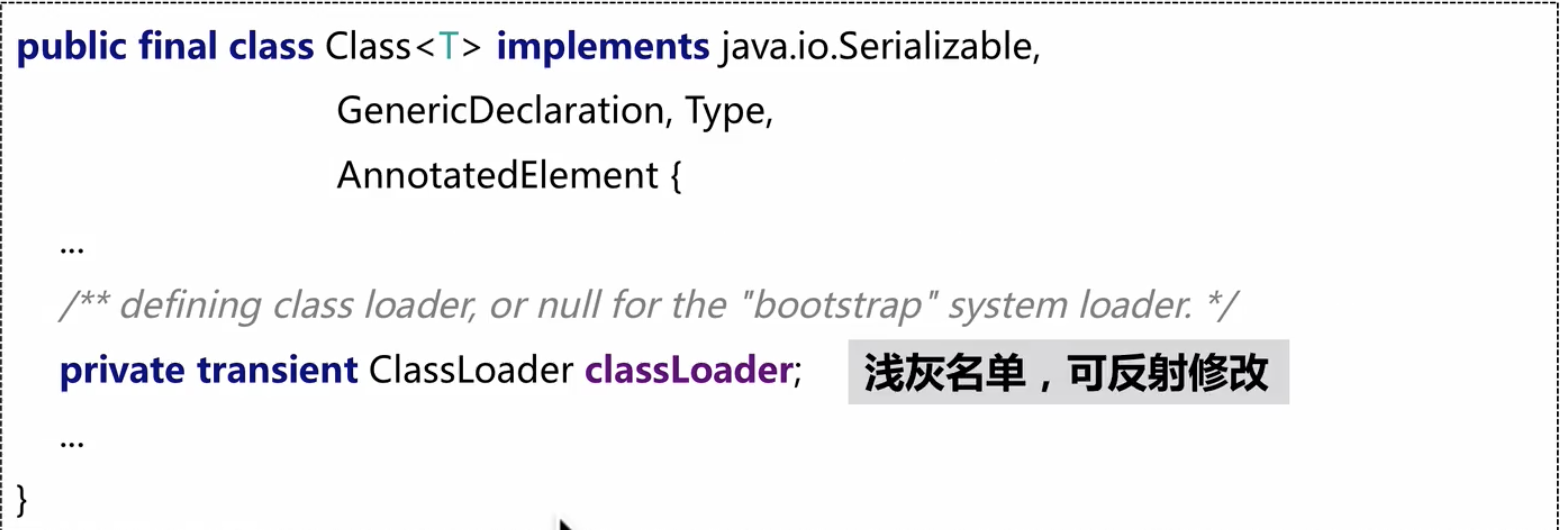 public final class Class<T> implements java.io.Serializable,
GenericDeclaration, Type,
AnnotatedElement {
...
/** defining class loader, or null for the "bootstrap" system loader. */
private transient ClassLoader classLoader; 浅灰名单，可反射修改
...
}